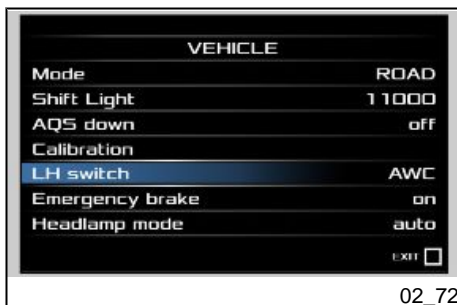 VEHICLE
Mode ROAD
Shift Light 11000
AQS down off
Calibration
LH switch AWC
Emergency brake on
Headlamp mode auto
EXIT
02_72